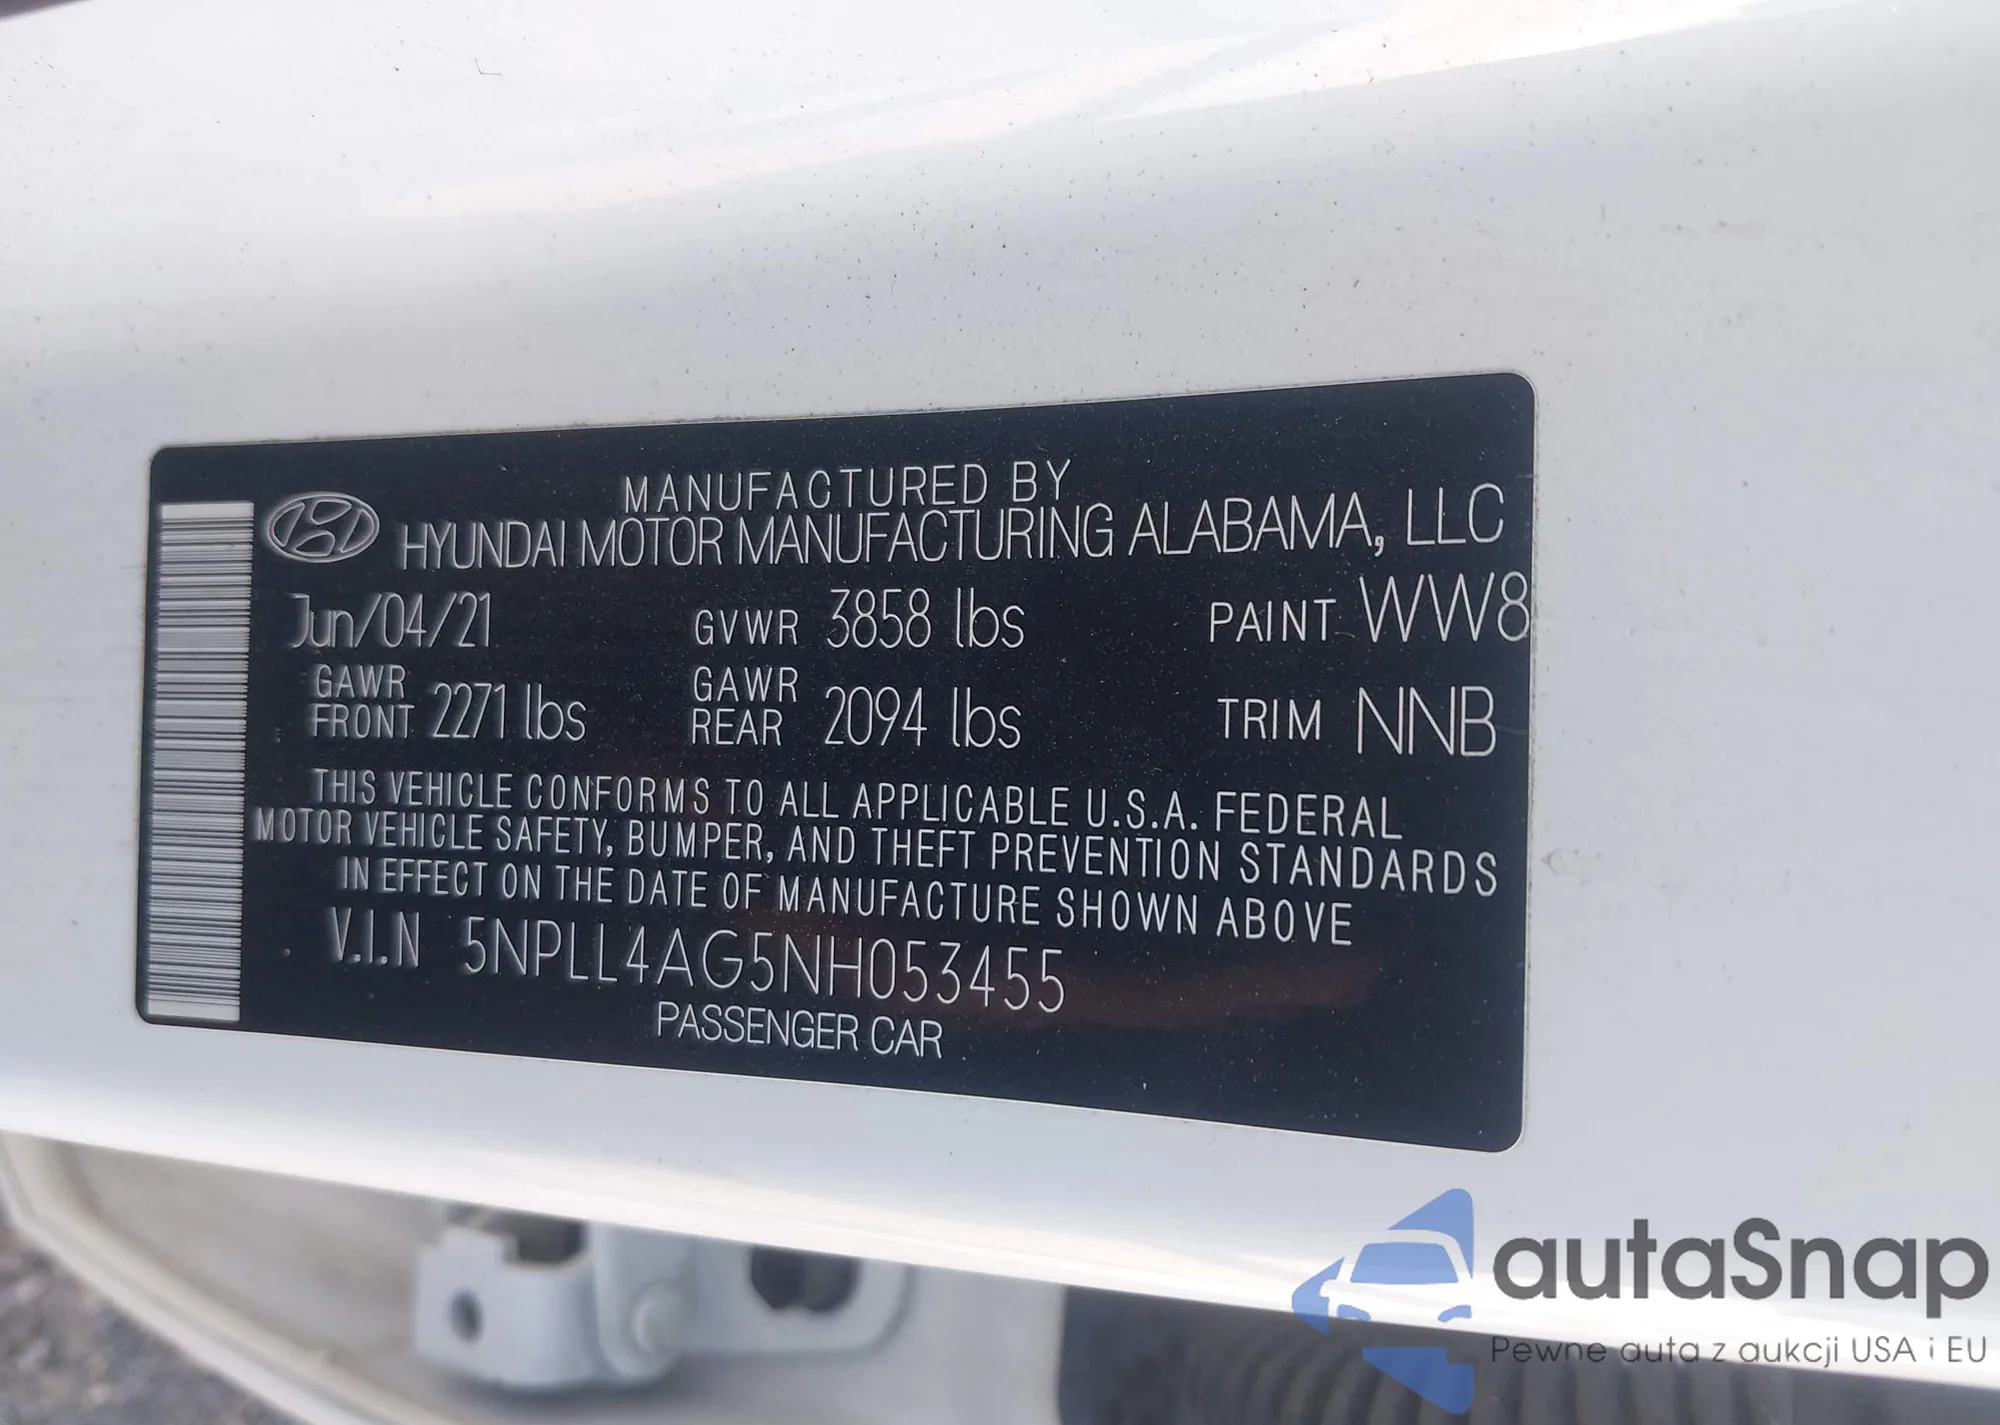 MANUFACTURED BY
HYUNDAI MOTOR MANUFACTURING ALABAMA, LLC
Jun/04/21 GVWR 3858 lbs PAINT WW8
GAWR FRONT 2271 lbs GAWR REAR 2094 lbs TRIM NNB
THIS VEHICLE CONFORMS TO ALL APPLICABLE U.S.A. FEDERAL
MOTOR VEHICLE SAFETY, BUMPER, AND THEFT PREVENTION STANDARDS
IN EFFECT ON THE DATE OF MANUFACTURE SHOWN ABOVE
V.I.N 5NPLL4AG5NH053455
PASSENGER CAR
autaSnap
Pewne auta z aukcji USA i EU